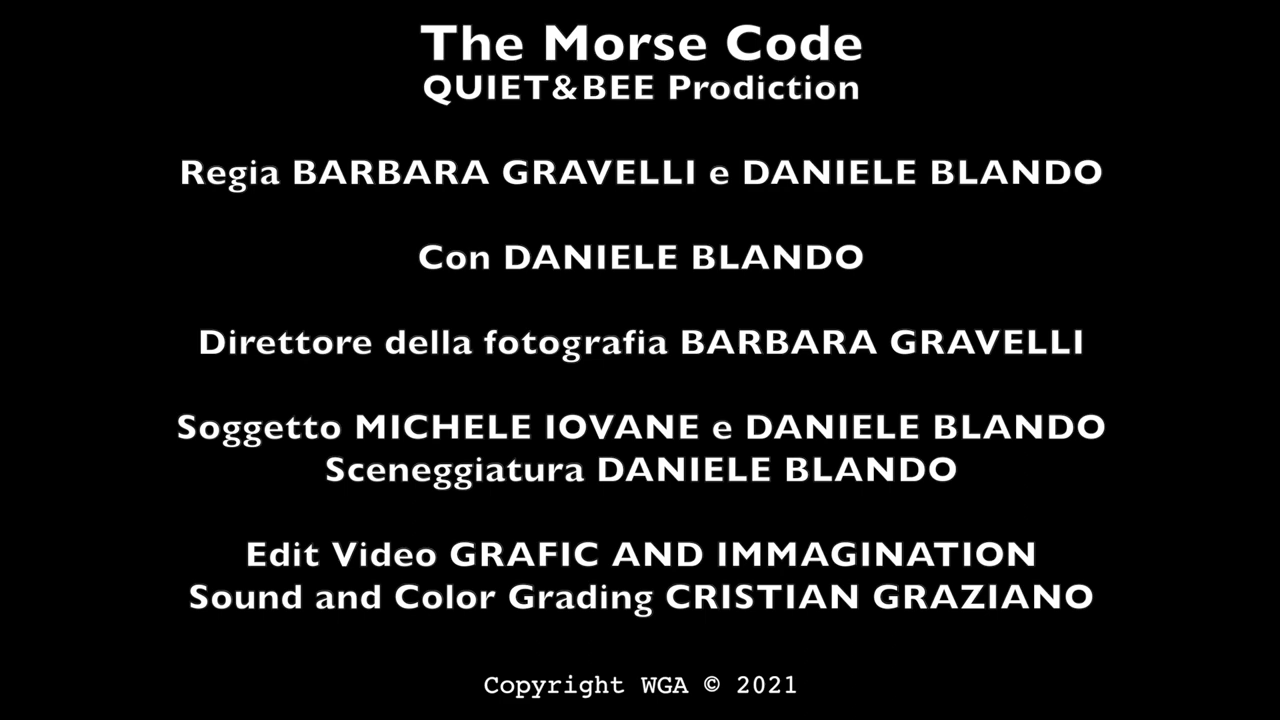 The Morse Code
QUIET&BEE Prodiction
Regia BARBARA GRAVELLI e DANIELE BLANDO
Con DANIELE BLANDO
Direttore della fotografia BARBARA GRAVELLI
Soggetto MICHELE IOVANE e DANIELE BLANDO
Sceneggiatura DANIELE BLANDO
Edit Video GRAFIC AND IMMAGINATION
Sound and Color Grading CRISTIAN GRAZIANO
Copyright WGA © 2021